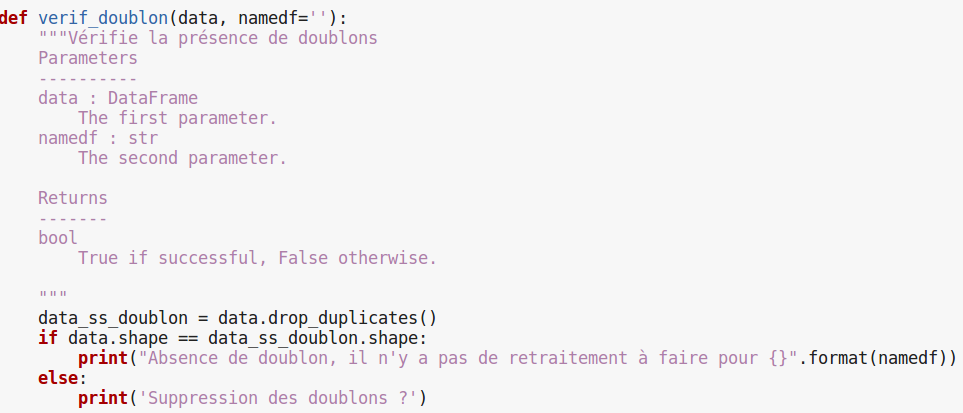 def verif_doublon(data, namedf=''):
    """Vérifie la présence de doublons
    Parameters
    ----------
    data : DataFrame
        The first parameter.
    namedf : str
        The second parameter.

    Returns
    -------
    bool
        True if successful, False otherwise.

    """
    data_ss_doublon = data.drop_duplicates()
    if data.shape == data_ss_doublon.shape:
        print("Absence de doublon, il n'y a pas de retraitement à faire pour {}".format(namedf))
    else:
        print('Suppression des doublons ?')